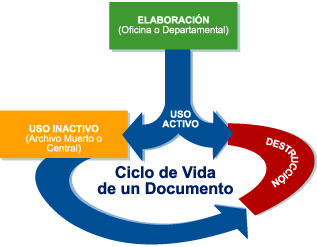 ELABORACIÓN
(Oficina o Departamental)
USO
ACTIVO
USO INACTIVO
(Archivo Muerto o
Central)
DESTRUCCIÓN
Ciclo de Vida
de un Documento